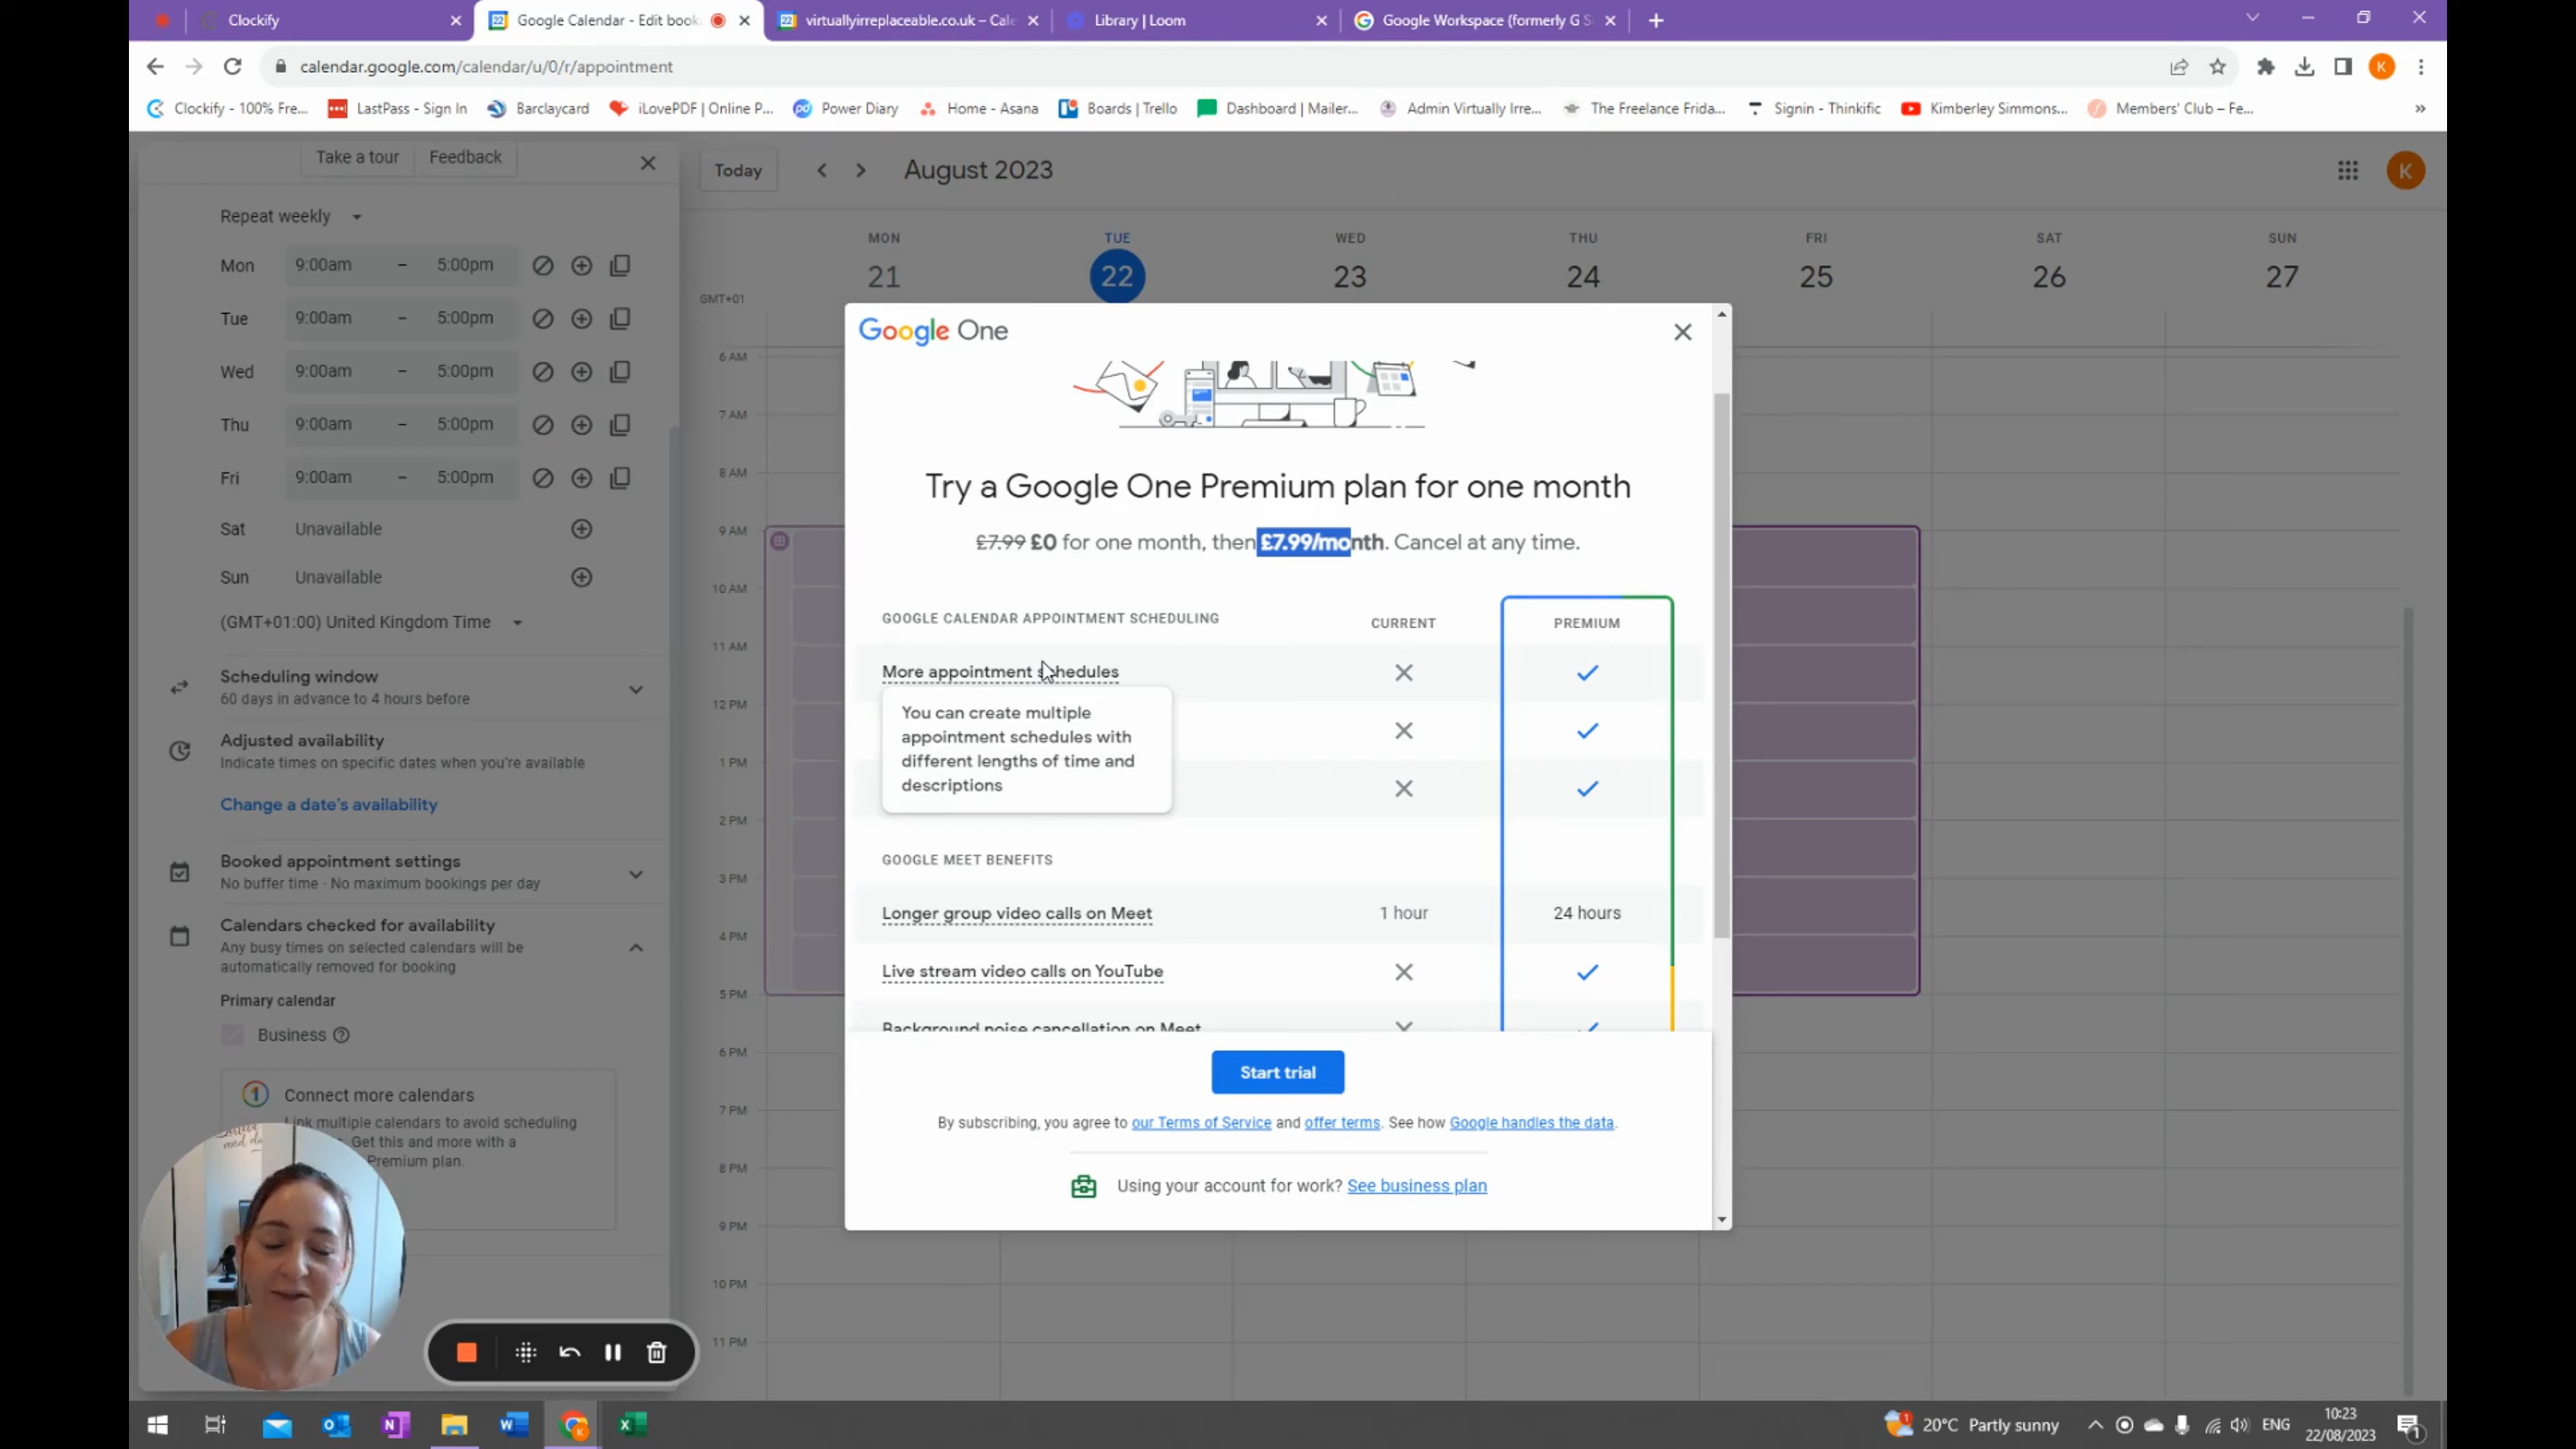 Clockify
Google Calendar - Edit book
virtuallyirreplaceable.co.uk – Cale
Library | Loom
Google Workspace (formerly G S
calendar.google.com/calendar/u/0/r/appointment
K
Clockify - 100% Fre...
LastPass - Sign In
Barclaycard
iLovePDF | Online P...
Power Diary
Home - Asana
Boards | Trello
Dashboard | Mailer...
Admin Virtually Irre...
The Freelance Frida...
Signin - Thinkific
Kimberley Simmons...
Members' Club – Fe...
Take a tour
Feedback
Today
August 2023
K
Repeat weekly
Mon 9:00am – 5:00pm
Tue 9:00am – 5:00pm
Wed 9:00am – 5:00pm
Thu 9:00am – 5:00pm
Fri 9:00am – 5:00pm
Sat Unavailable
Sun Unavailable
(GMT+01:00) United Kingdom Time
Scheduling window
60 days in advance to 4 hours before
Adjusted availability
Indicate times on specific dates when you're available
Change a date's availability
Booked appointment settings
No buffer time · No maximum bookings per day
Calendars checked for availability
Any busy times on selected calendars will be
automatically removed for booking
Primary calendar
Business
Connect more calendars
Link multiple calendars to avoid scheduling
Get this and more with a
Premium plan.
MON TUE WED THU FRI SAT SUN
21 22 23 24 25 26 27
GMT+01
6 AM
7 AM
8 AM
9 AM
10 AM
11 AM
12 PM
1 PM
2 PM
3 PM
4 PM
5 PM
6 PM
7 PM
8 PM
9 PM
10 PM
11 PM
Google One
Try a Google One Premium plan for one month
£7.99 £0 for one month, then £7.99/month. Cancel at any time.
GOOGLE CALENDAR APPOINTMENT SCHEDULING CURRENT PREMIUM
More appointment schedules
You can create multiple
appointment schedules with
different lengths of time and
descriptions
GOOGLE MEET BENEFITS
Longer group video calls on Meet 1 hour 24 hours
Live stream video calls on YouTube
Background noise cancellation on Meet
Start trial
By subscribing, you agree to our Terms of Service and offer terms. See how Google handles the data.
Using your account for work? See business plan
20°C Partly sunny
ENG
10:23
22/08/2023